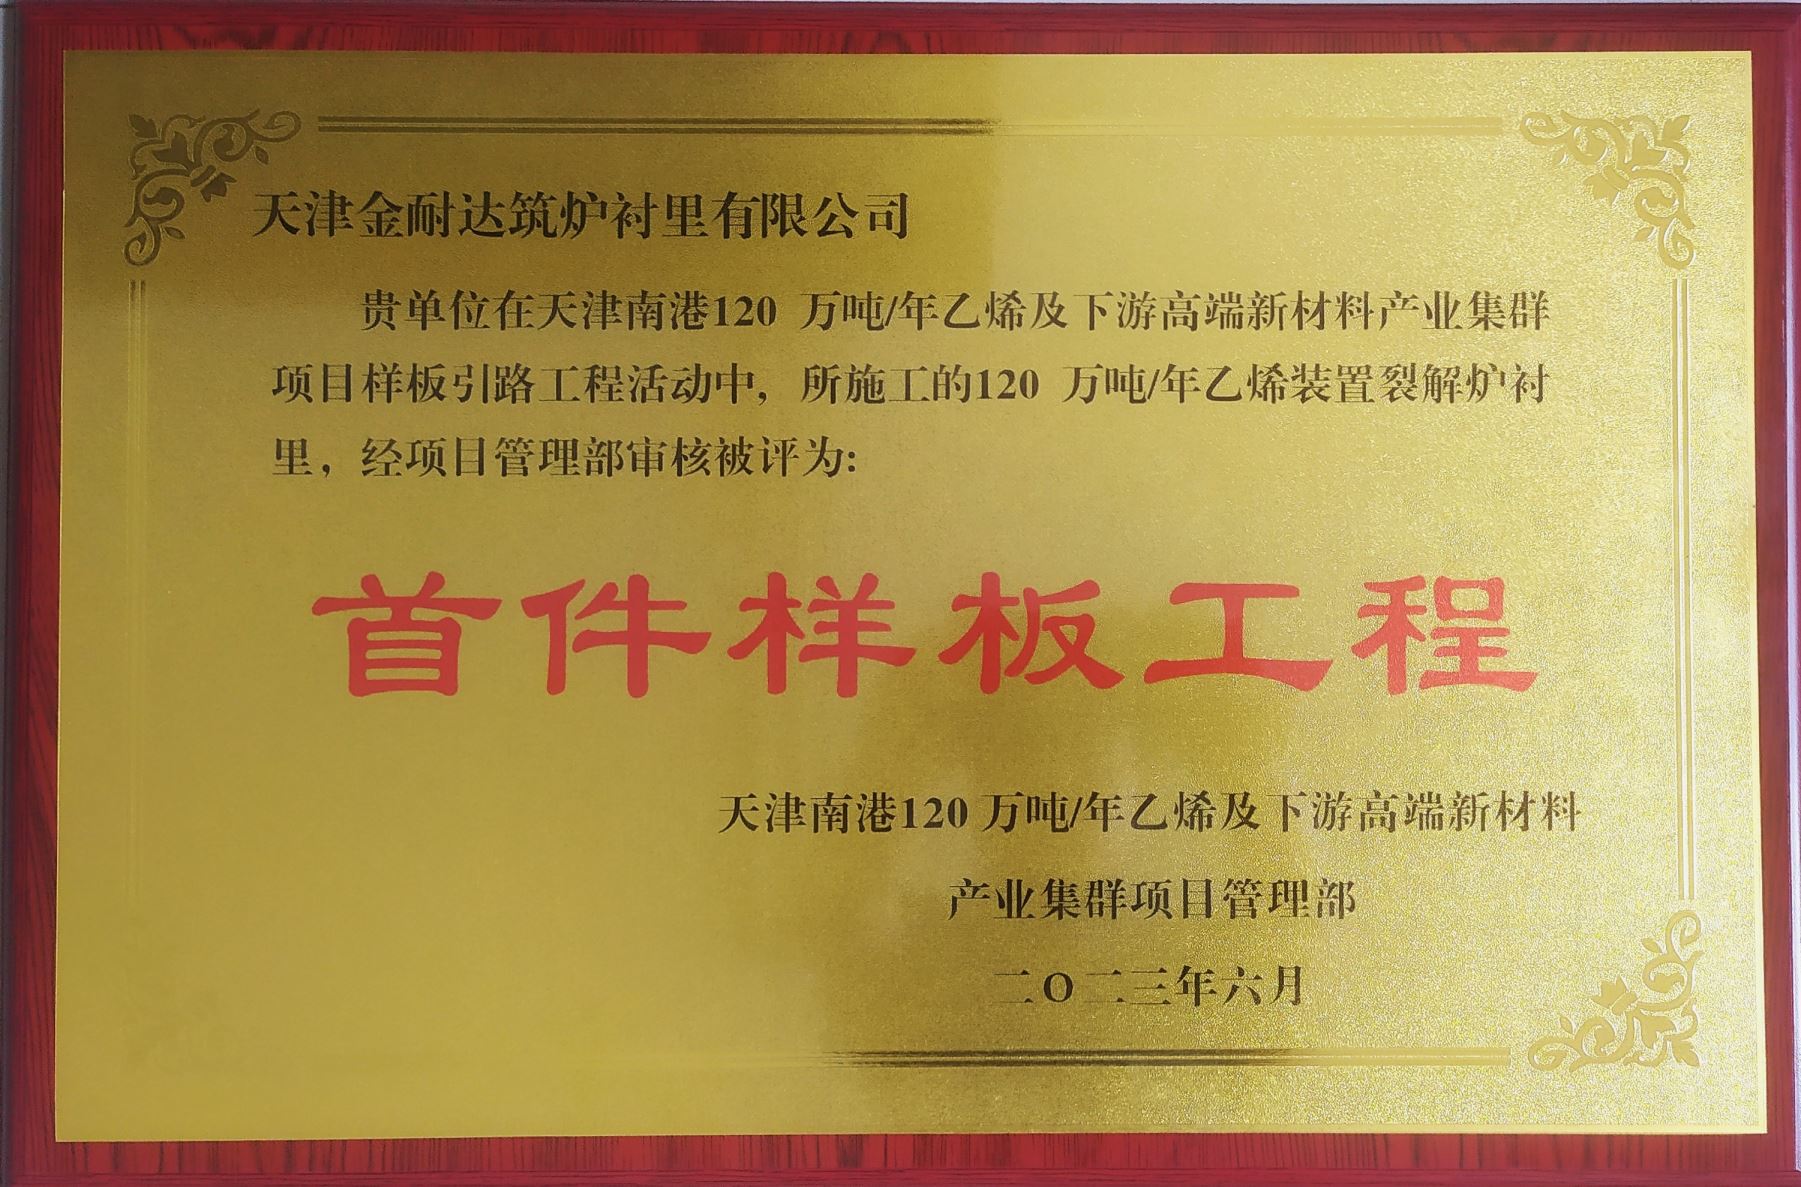 天津金耐达筑炉衬里有限公司
贵单位在天津南港120 万吨/年乙烯及下游高端新材料产业集群
项目样板引路工程活动中，所施工的120 万吨/年乙烯装置裂解炉衬
里，经项目管理部审核被评为:
首件样板工程
天津南港120 万吨/年乙烯及下游高端新材料
产业集群项目管理部
二O二三年六月